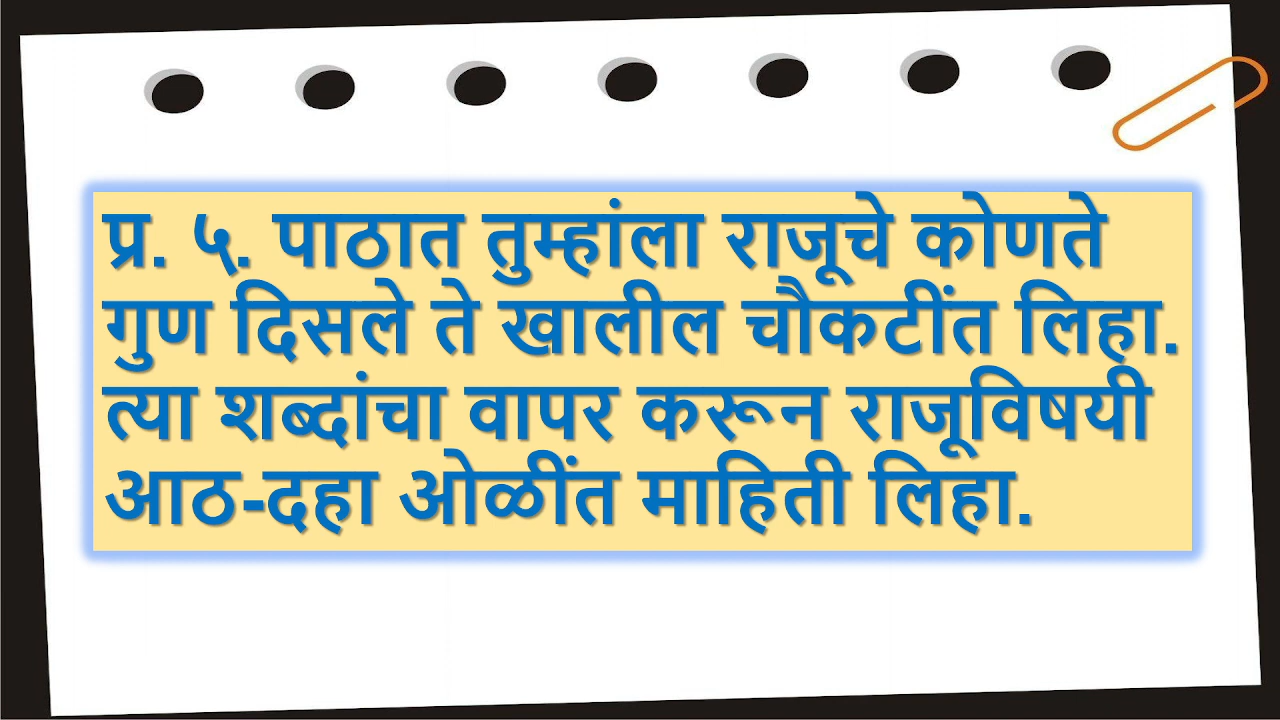 प्र. ५. पाठात तुम्हांला राजूचे कोणते
गुण दिसले ते खालील चौकटींत लिहा.
त्या शब्दांचा वापर करून राजूविषयी
आठ-दहा ओळींत माहिती लिहा.